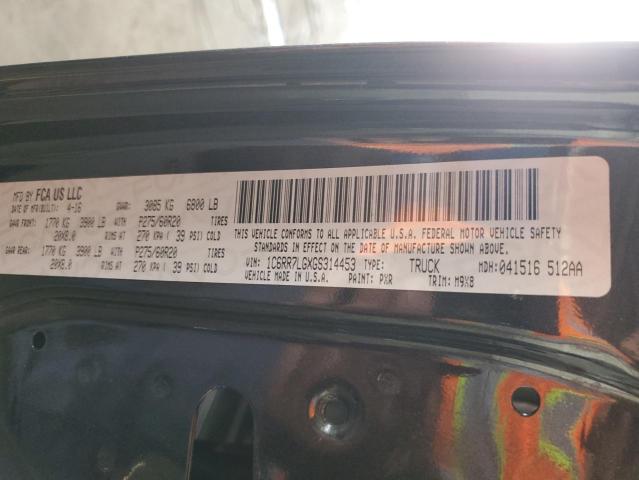 MFD BY FCA US LLC
DATE OF MFR(BUILT): 4-16 GVWR: 3085 KG 6800 LB
GAWR FRONT: 1770 KG 3900 LB WITH P275/60R20 TIRES
20X8.0 RIMS AT 270 KPA ( 39 PSI) COLD
GAWR REAR: 1770 KG 3900 LB WITH P275/60R20 TIRES
20X8.0 RIMS AT 270 KPA ( 39 PSI) COLD
THIS VEHICLE CONFORMS TO ALL APPLICABLE U.S.A. FEDERAL MOTOR VEHICLE SAFETY
STANDARDS IN EFFECT ON THE DATE OF MANUFACTURE SHOWN ABOVE.
VIN: 1C6RR7LGXGS314453 TYPE: TRUCK MDH: 041516 512AA
VEHICLE MADE IN U.S.A. PAINT: PXR TRIM: M9X8